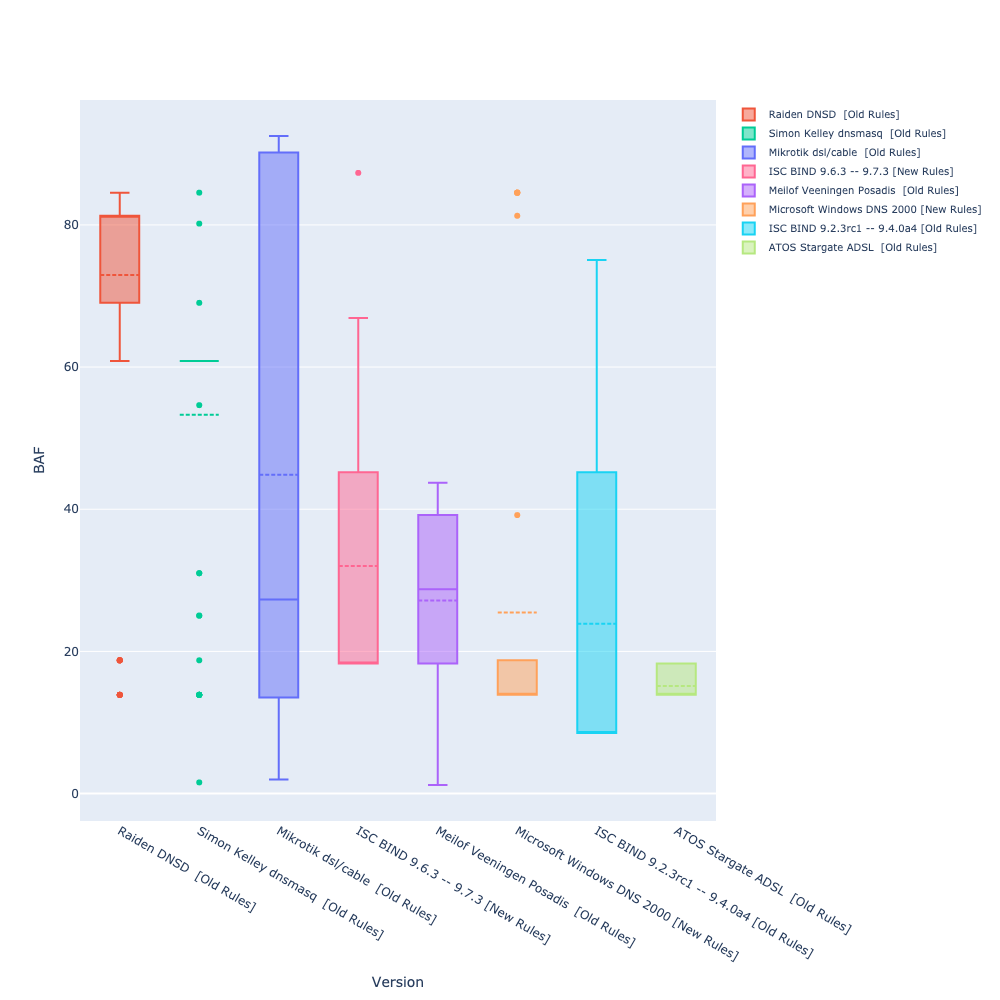 Raiden DNSD  [Old Rules]
Simon Kelley dnsmasq  [Old Rules]
Mikrotik dsl/cable  [Old Rules]
ISC BIND 9.6.3 -- 9.7.3 [New Rules]
Meilof Veeningen Posadis  [Old Rules]
Microsoft Windows DNS 2000 [New Rules]
ISC BIND 9.2.3rc1 -- 9.4.0a4 [Old Rules]
ATOS Stargate ADSL  [Old Rules]
80
60
40
20
0
BAF
Raiden DNSD  [Old Rules]
Simon Kelley dnsmasq  [Old Rules]
Mikrotik dsl/cable  [Old Rules]
ISC BIND 9.6.3 -- 9.7.3 [New Rules]
Meilof Veeningen Posadis  [Old Rules]
Microsoft Windows DNS 2000 [New Rules]
ISC BIND 9.2.3rc1 -- 9.4.0a4 [Old Rules]
ATOS Stargate ADSL  [Old Rules]
Version